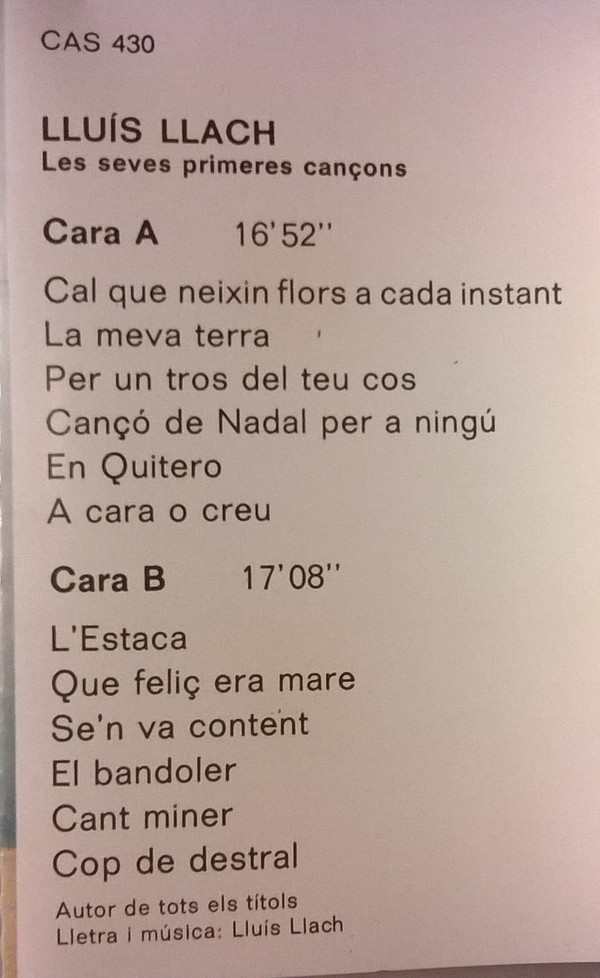 CAS 430
LLUÍS LLACH
Les seves primeres cançons
Cara A 16'52''
Cal que neixin flors a cada instant
La meva terra
Per un tros del teu cos
Cançó de Nadal per a ningú
En Quitero
A cara o creu
Cara B 17'08''
L'Estaca
Que feliç era mare
Se'n va content
El bandoler
Cant miner
Cop de destral
Autor de tots els títols
Lletra i música: Lluís Llach